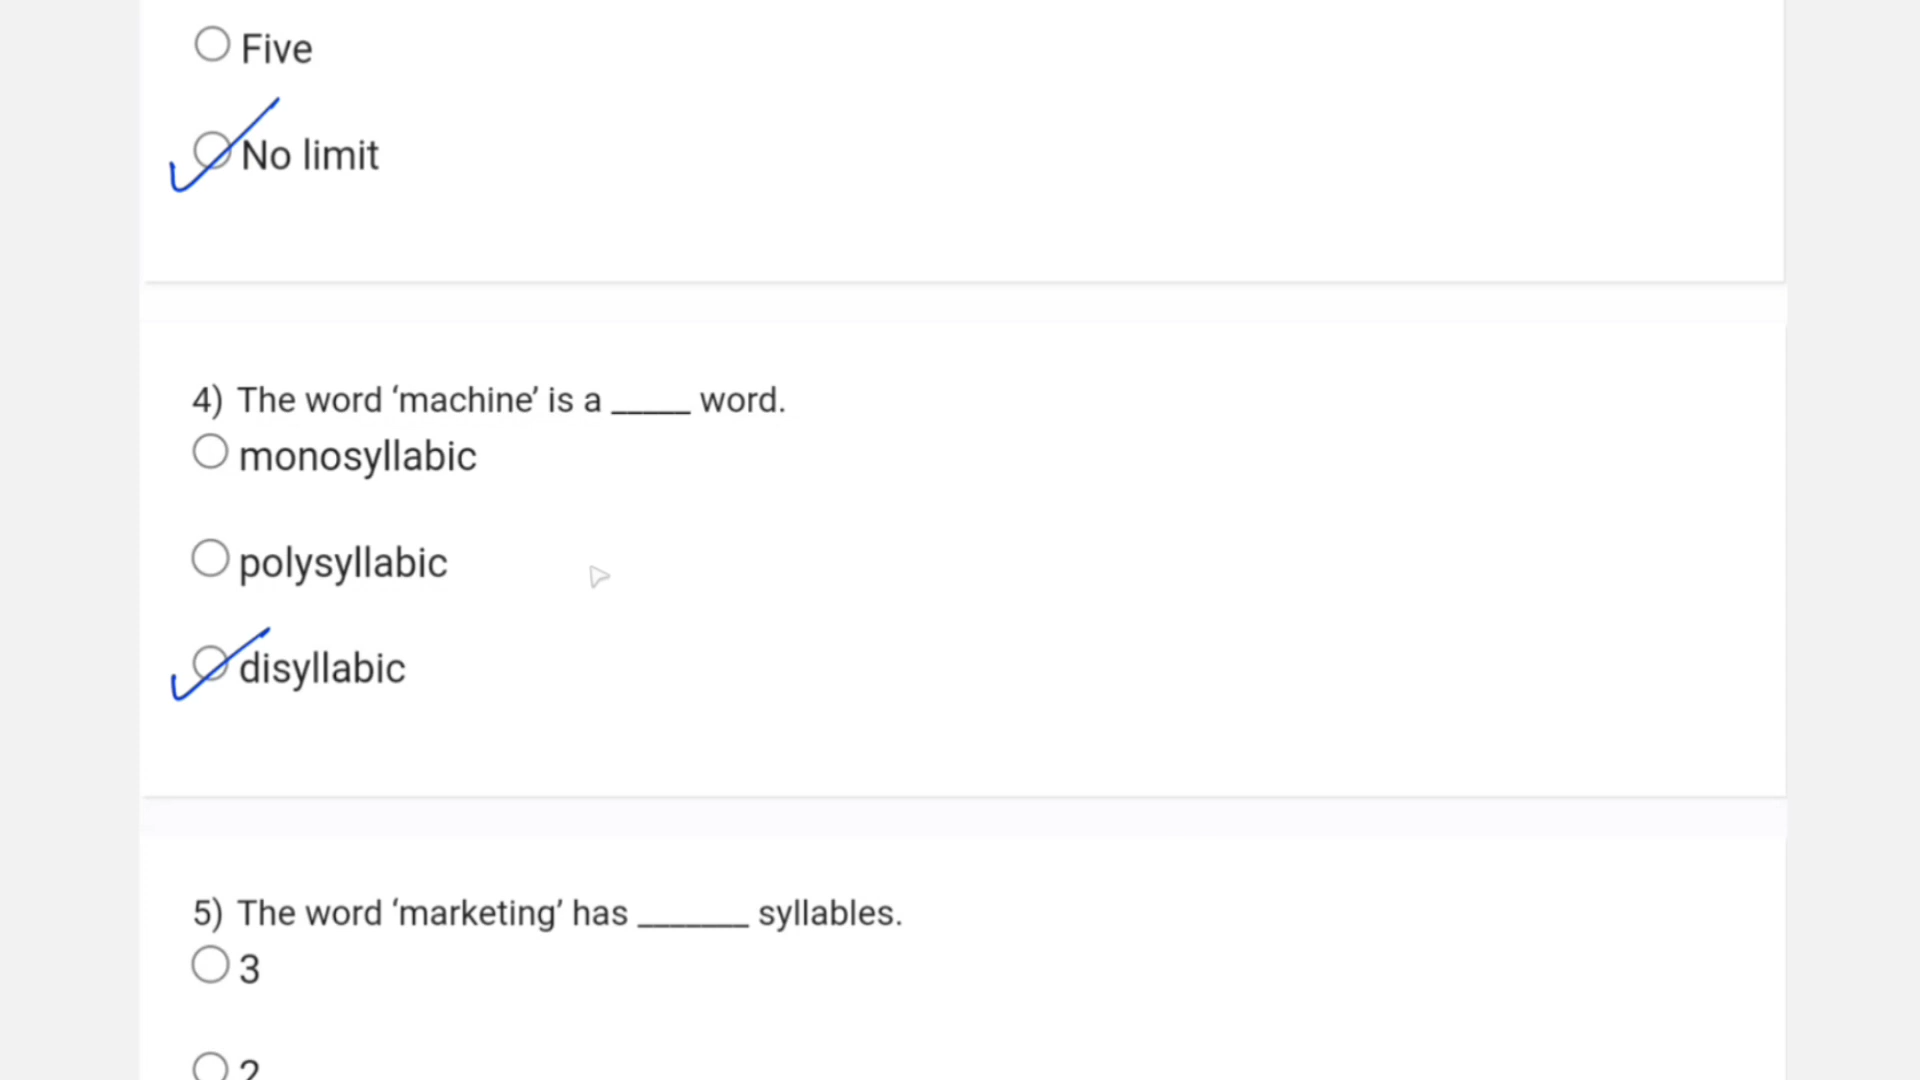 Five
No limit
4) The word ‘machine’ is a _____ word.
monosyllabic
polysyllabic
disyllabic
5) The word ‘marketing’ has _______ syllables.
3
2